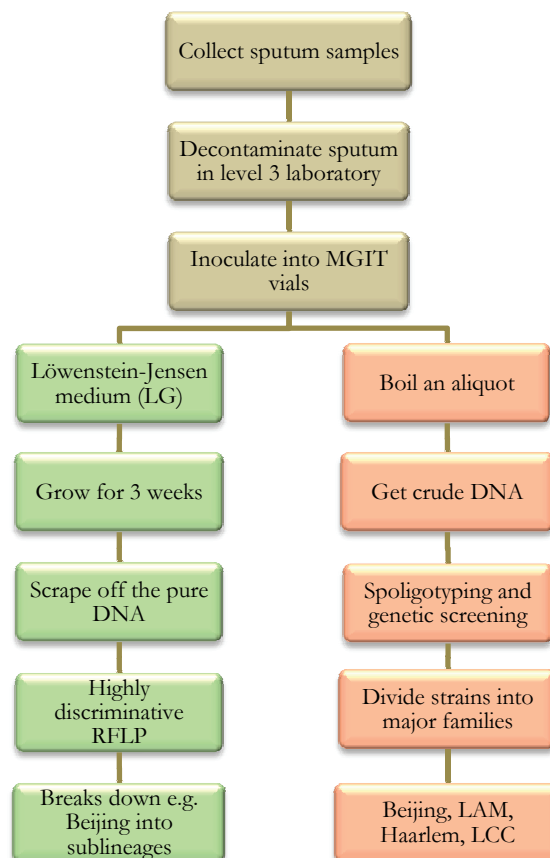 Collect sputum samples
Decontaminate sputum
in level 3 laboratory
Inoculate into MGIT
vials
Löwenstein-Jensen
medium (LG)
Grow for 3 weeks
Scrape off the pure
DNA
Highly
discriminative
RFLP
Breaks down e.g.
Beijing into
sublineages
Boil an aliquot
Get crude DNA
Spoligotyping and
genetic screening
Divide strains into
major families
Beijing, LAM,
Haarlem, LCC